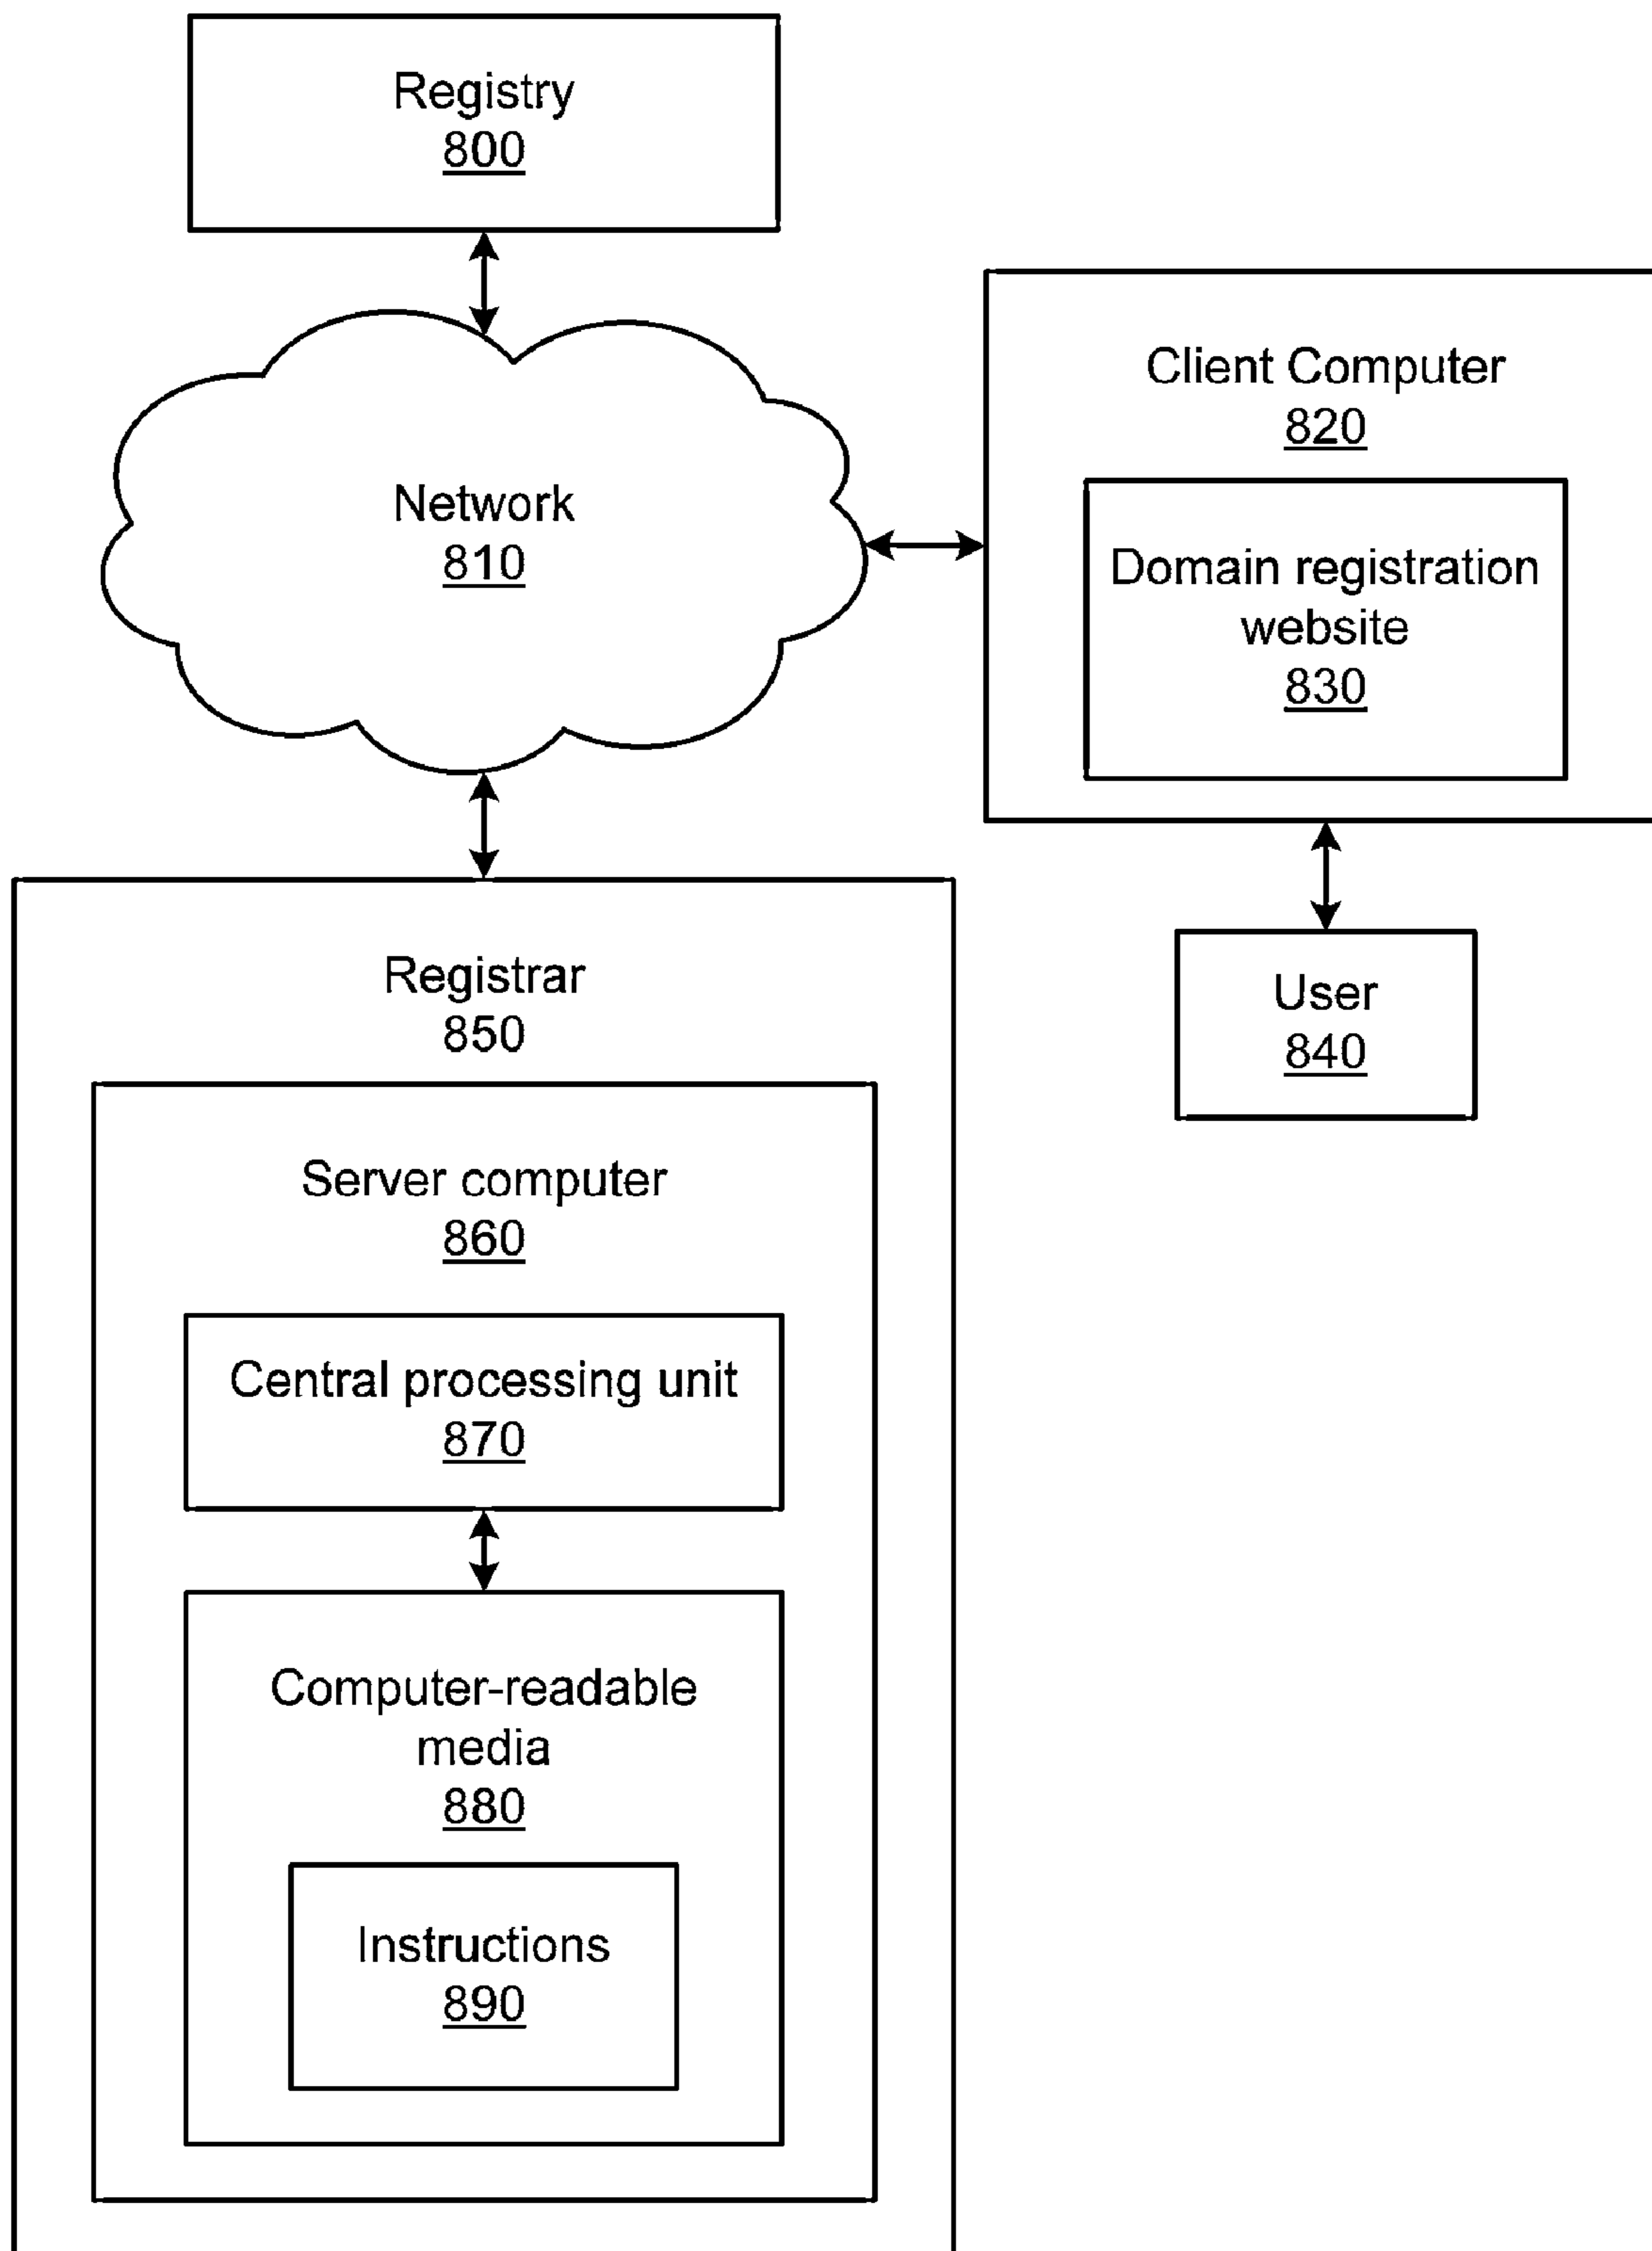 Registry
800
Network
810
Client Computer
820
Domain registration
website
830
User
840
Registrar
850
Server computer
860
Central processing unit
870
Computer-readable
media
880
Instructions
890